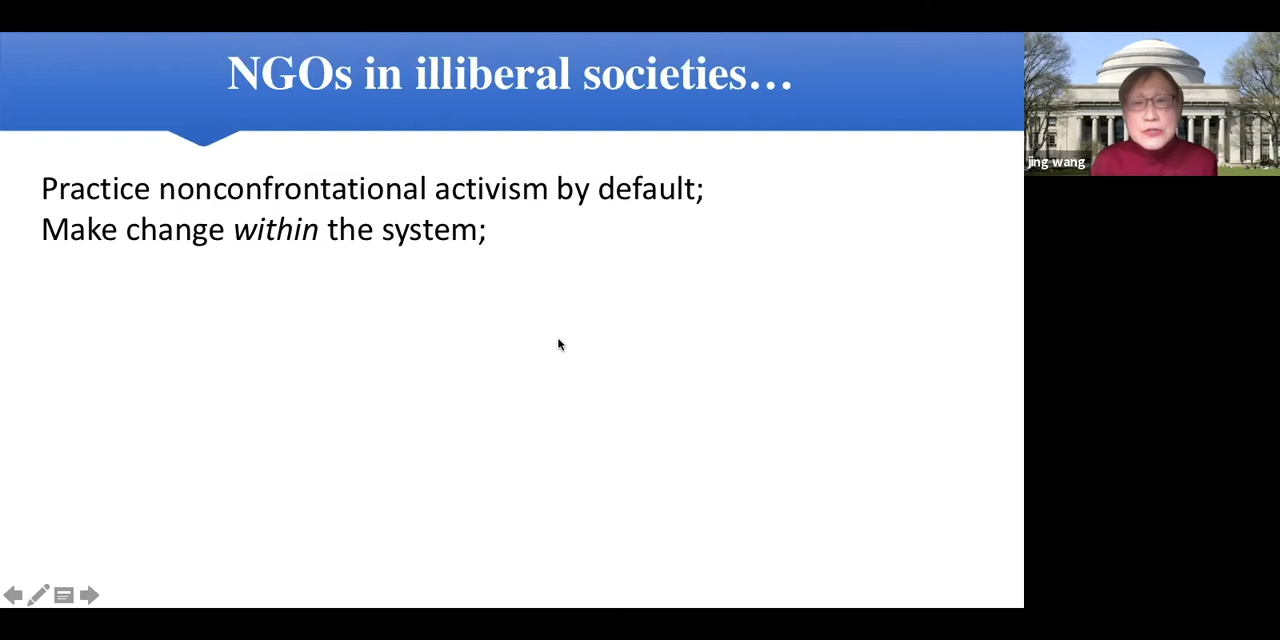 NGOs in illiberal societies…
Practice nonconfrontational activism by default;
Make change within the system;
jing wang